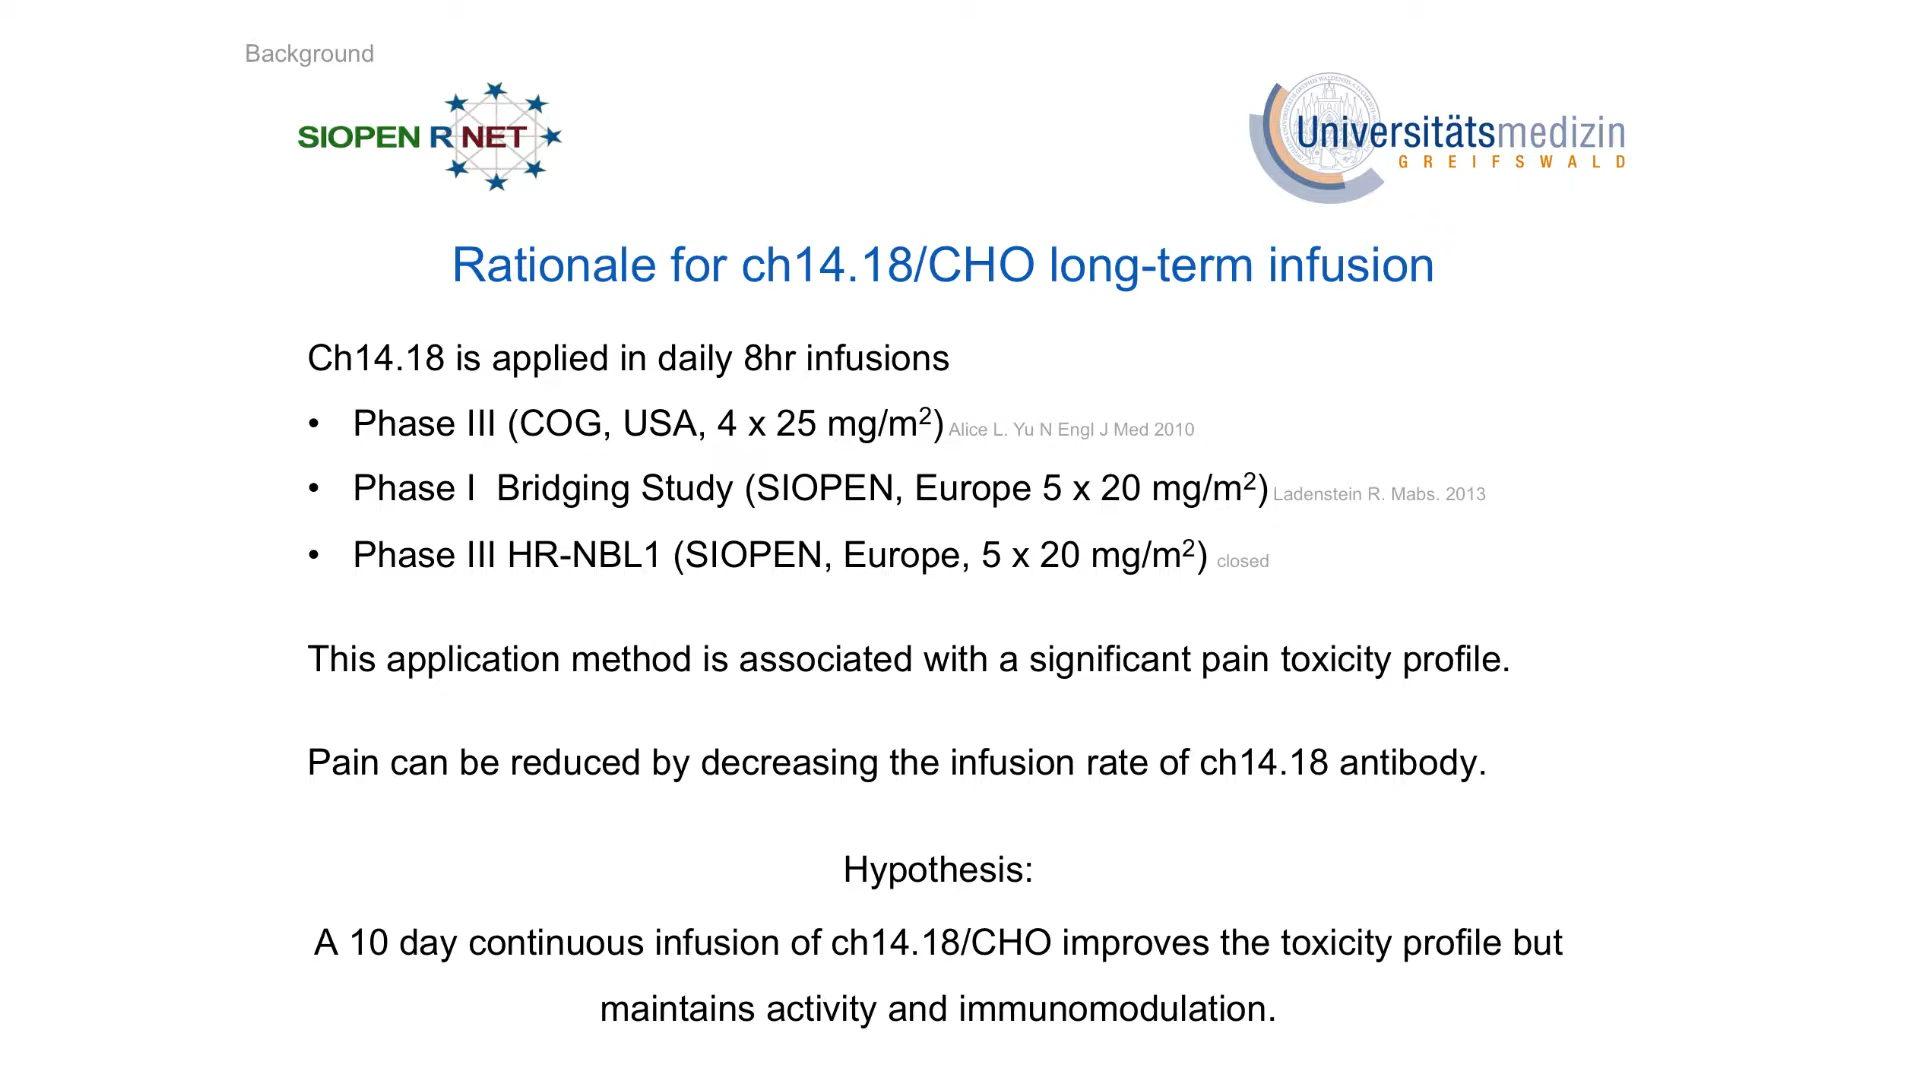 Background
SIOPEN R NET
Universitätsmedizin
GREIFSWALD
Rationale for ch14.18/CHO long-term infusion
Ch14.18 is applied in daily 8hr infusions
• Phase III (COG, USA, 4 x 25 mg/m²) Alice L. Yu N Engl J Med 2010
• Phase I Bridging Study (SIOPEN, Europe 5 x 20 mg/m²) Ladenstein R. Mabs. 2013
• Phase III HR-NBL1 (SIOPEN, Europe, 5 x 20 mg/m²) closed
This application method is associated with a significant pain toxicity profile.
Pain can be reduced by decreasing the infusion rate of ch14.18 antibody.
Hypothesis:
A 10 day continuous infusion of ch14.18/CHO improves the toxicity profile but
maintains activity and immunomodulation.